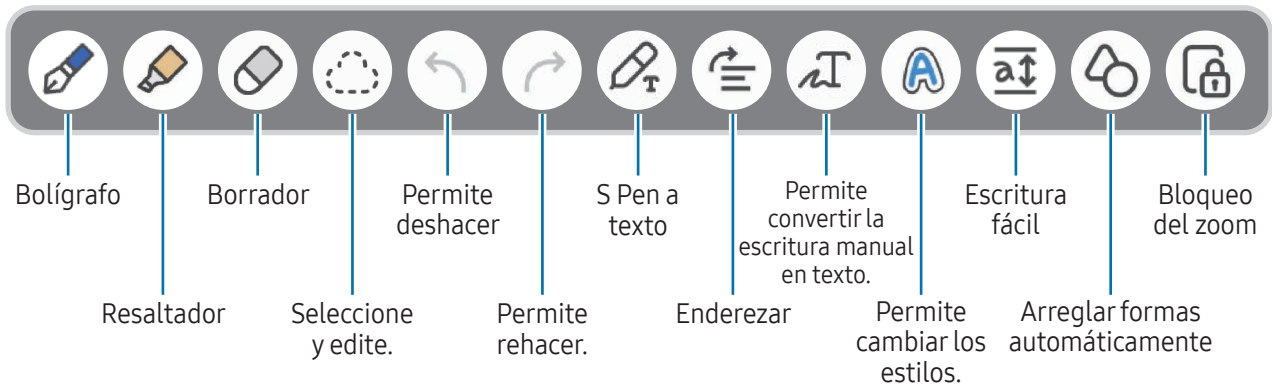 Bolígrafo
Borrador
Permite
deshacer
S Pen a
texto
Permite
convertir la
escritura manual
en texto.
Escritura
fácil
Bloqueo
del zoom
Resaltador
Seleccione
y edite.
Permite
rehacer.
Enderezar
Permite
cambiar los
estilos.
Arreglar formas
automáticamente